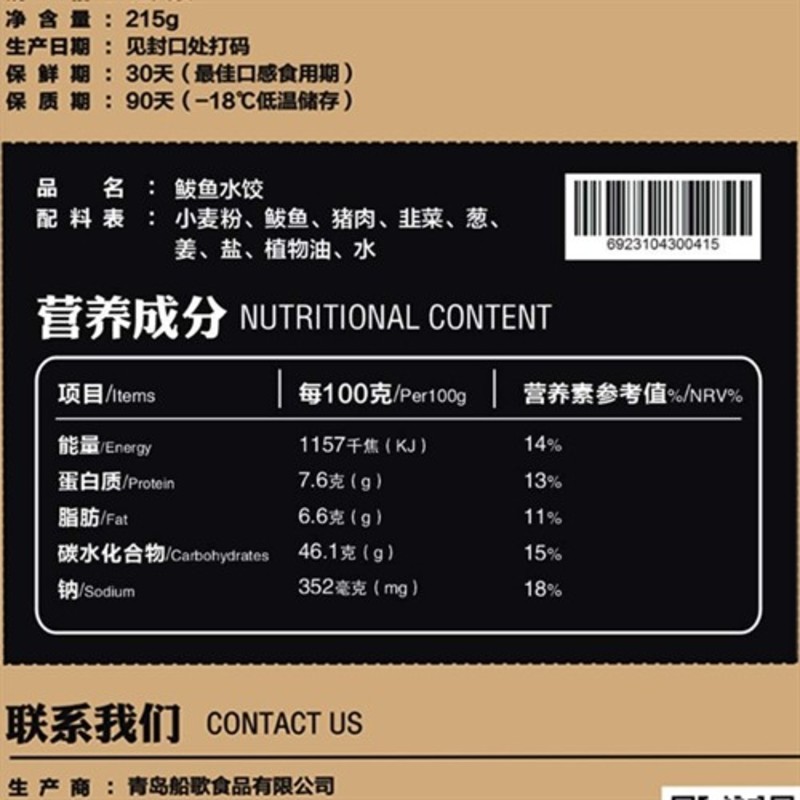 净含量：215g
生产日期：见封口处打码
保鲜期：30天（最佳口感食用期）
保质期：90天（-18℃低温储存）
品名：鲅鱼水饺
配料表：小麦粉、鲅鱼、猪肉、韭菜、葱、
姜、盐、植物油、水
6923104300415
营养成分 NUTRITIONAL CONTENT
项目/Items 每100克/Per100g 营养素参考值%/NRV%
能量/Energy 1157千焦（KJ） 14%
蛋白质/Protein 7.6克（g） 13%
脂肪/Fat 6.6克（g） 11%
碳水化合物/Carbohydrates 46.1克（g） 15%
钠/Sodium 352毫克（mg） 18%
联系我们 CONTACT US
生产商：青岛船歌食品有限公司